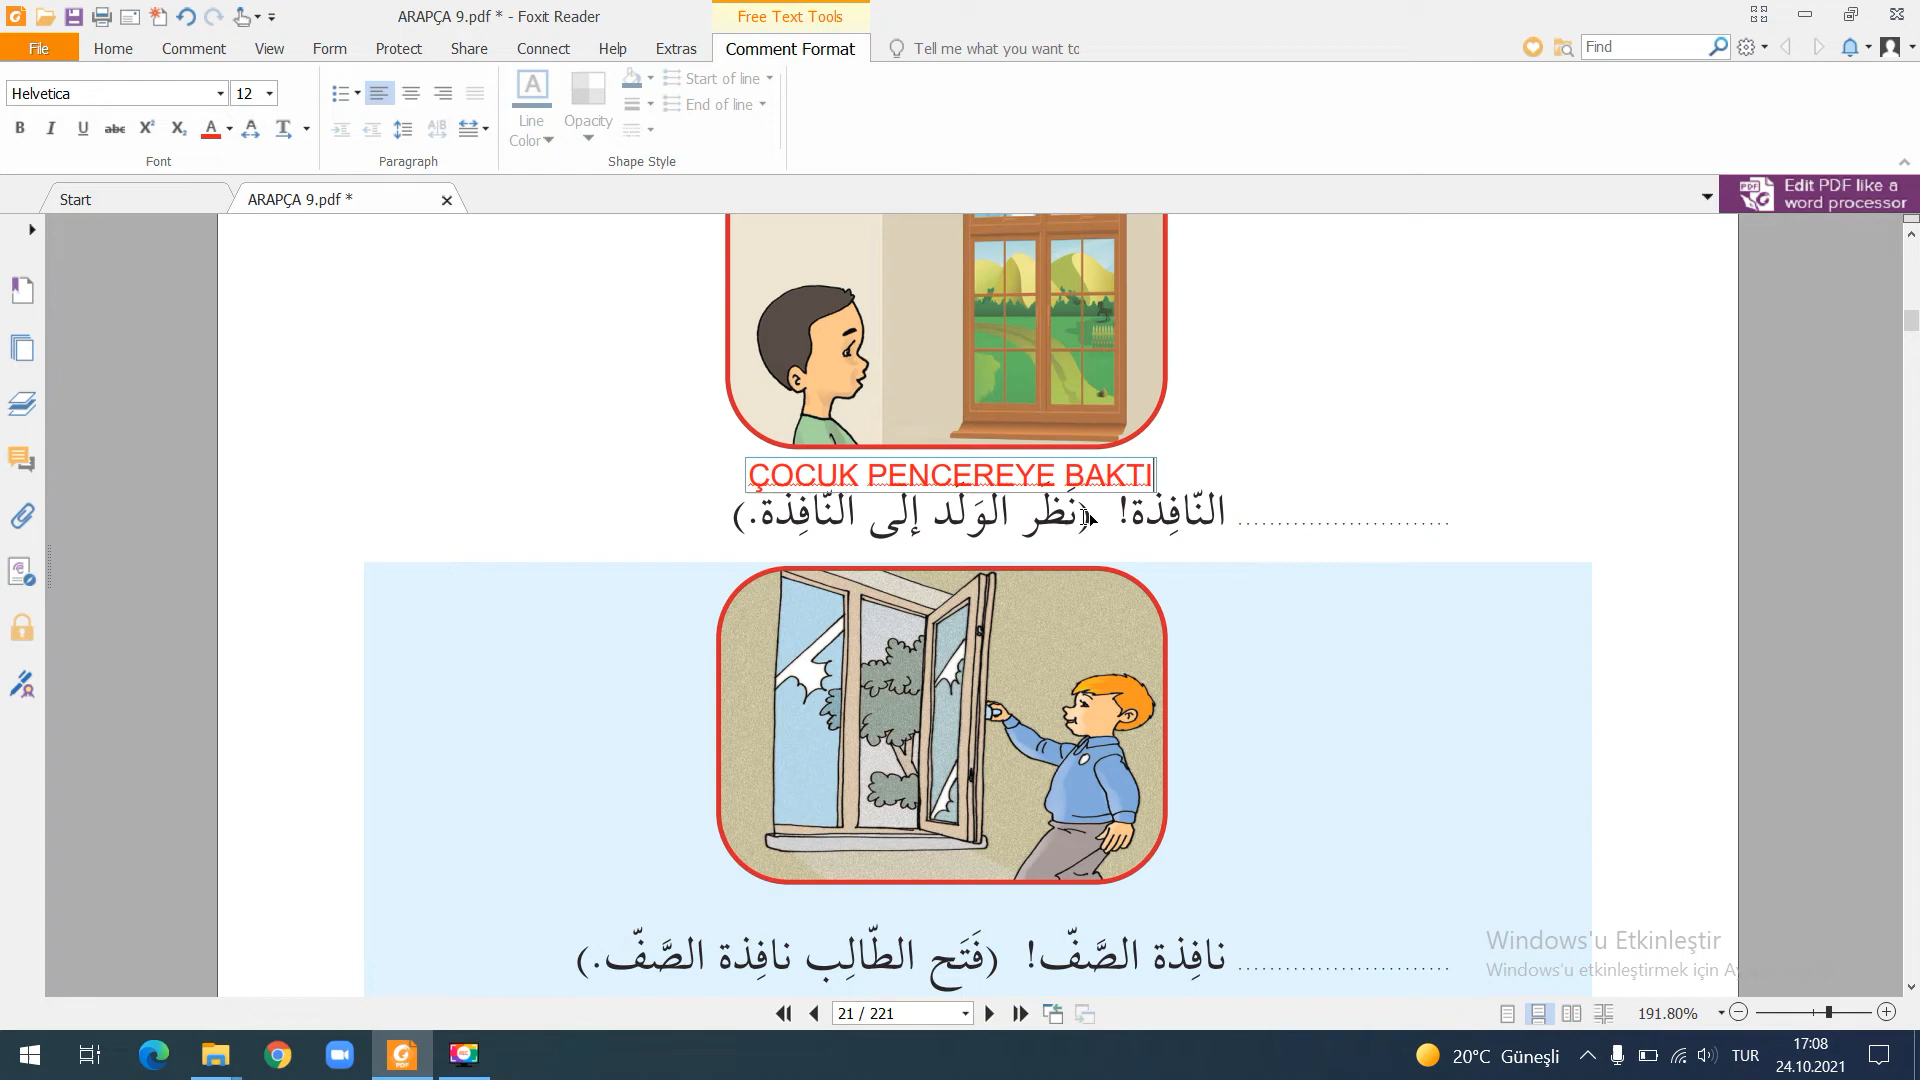 ARAPÇA 9.pdf * - Foxit Reader
Free Text Tools
File Home Comment View Form Protect Share Connect Help Extras Comment Format Tell me what you want to
Find
Helvetica 12
Start of line
End of line
Line Color
Opacity
Font Paragraph Shape Style
Start
ARAPÇA 9.pdf *
Edit PDF like a
word processor
ÇOCUK PENCEREYE BAKTI
........................... النّافِذة! (نَظَر الوَلَد إلى النّافِذة.)
........................... نافِذة الصَّفّ! (فَتَح الطّالِب نافِذة الصَّفّ.)
Windows'u Etkinleştir
Windows'u etkinleştirmek için A
21 / 221
191.80%
20°C Güneşli
TUR
17:08
24.10.2021